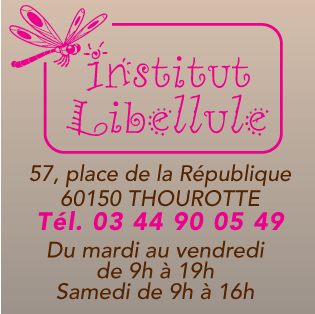 Institut
Libellule
57, place de la République
60150 THOUROTTE
Tél. 03 44 90 05 49
Du mardi au vendredi
de 9h à 19h
Samedi de 9h à 16h